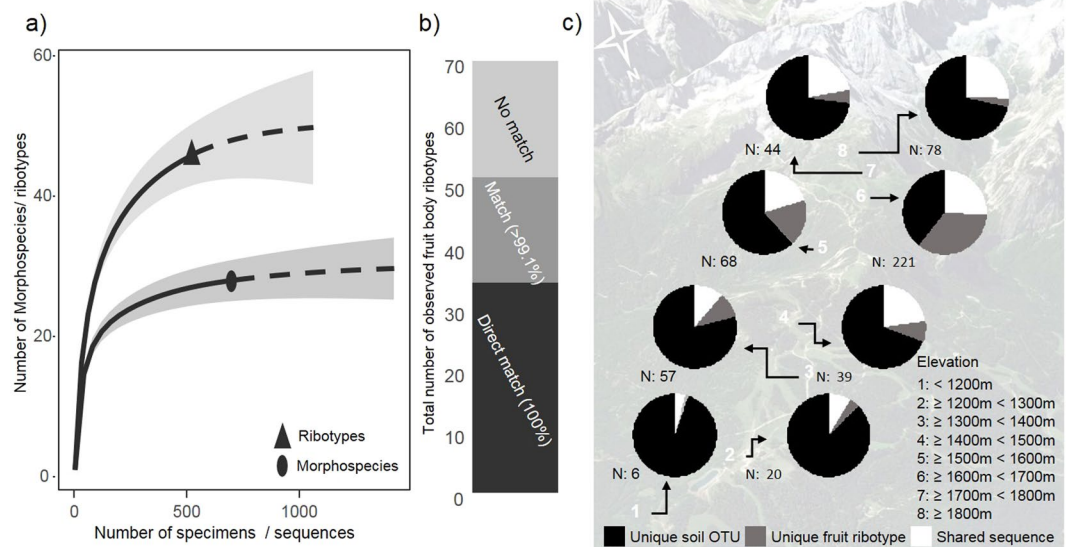 a)
Number of Morphospecies/ ribotypes
60
40
20
0
0 500 1000
Number of specimens / sequences
Ribotypes
Morphospecies
b)
Total number of observed fruit body ribotypes
70
60
50
40
30
20
10
0
No match
Match (>99.1%)
Direct match (100%)
c)
N
N: 44
8
N: 78
7
6
N: 68
5
N: 221
4
N: 57
3
N: 39
2
N: 6
N: 20
1
Elevation
1: < 1200m
2: ≥ 1200m < 1300m
3: ≥ 1300m < 1400m
4: ≥ 1400m < 1500m
5: ≥ 1500m < 1600m
6: ≥ 1600m < 1700m
7: ≥ 1700m < 1800m
8: ≥ 1800m
Unique soil OTU
Unique fruit ribotype
Shared sequence